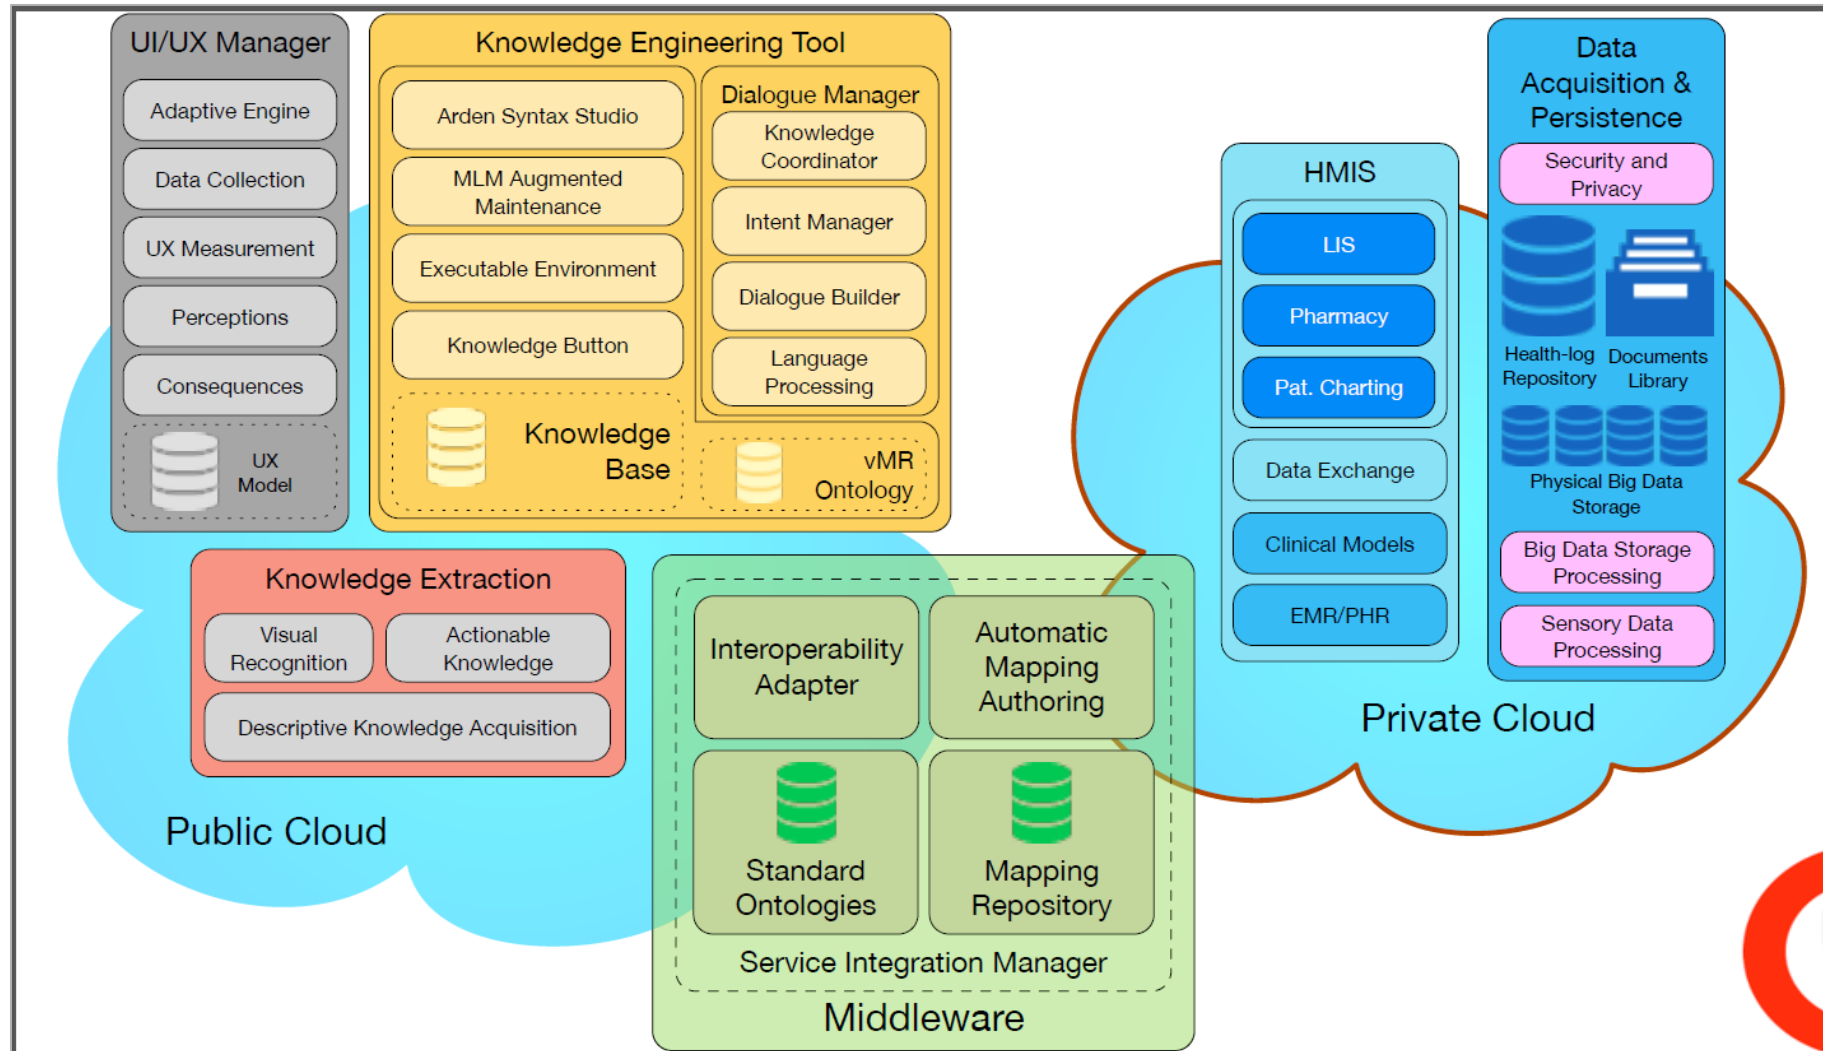 UI/UX Manager
Adaptive Engine
Data Collection
UX Measurement
Perceptions
Consequences
UX
Model
Knowledge Engineering Tool
Arden Syntax Studio
MLM Augmented
Maintenance
Executable Environment
Knowledge Button
Knowledge
Base
Dialogue Manager
Knowledge
Coordinator
Intent Manager
Dialogue Builder
Language
Processing
vMR
Ontology
Knowledge Extraction
Visual
Recognition
Actionable
Knowledge
Descriptive Knowledge Acquisition
Public Cloud
Interoperability
Adapter
Automatic
Mapping
Authoring
Standard
Ontologies
Mapping
Repository
Service Integration Manager
Middleware
HMIS
LIS
Pharmacy
Pat. Charting
Data Exchange
Clinical Models
EMR/PHR
Data
Acquisition &
Persistence
Security and
Privacy
Health-log
Repository
Documents
Library
Physical Big Data
Storage
Big Data Storage
Processing
Sensory Data
Processing
Private Cloud